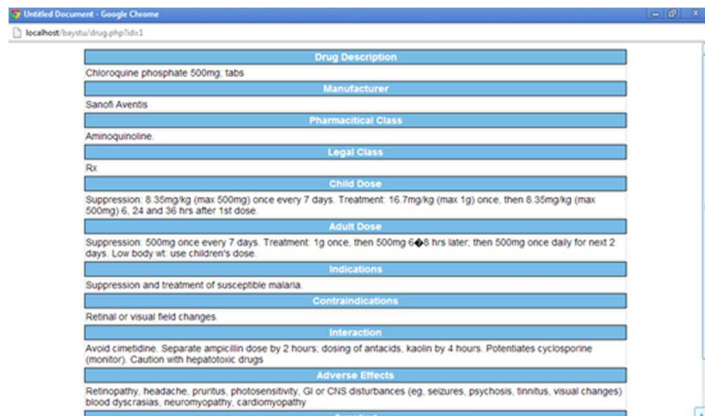 Untitled Document - Google Chrome
localhost/baystu/drug.php?id=1
Drug Description
Chloroquine phosphate 500mg. tabs
Manufacturer
Sanofi Aventis
Pharmacitical Class
Aminoquinoline.
Legal Class
Rx
Child Dose
Suppression: 8.35mg/kg (max 500mg) once every 7 days. Treatment: 16.7mg/kg (max 1g) once, then 8.35mg/kg (max
500mg) 6, 24 and 36 hrs after 1st dose.
Adult Dose
Suppression: 500mg once every 7 days. Treatment: 1g once, then 500mg 6�8 hrs later; then 500mg once daily for next 2
days. Low body wt: use children's dose.
Indications
Suppression and treatment of susceptible malaria.
Contraindications
Retinal or visual field changes.
Interaction
Avoid cimetidine. Separate ampicillin dose by 2 hours; dosing of antacids, kaolin by 4 hours. Potentiates cyclosporine
(monitor). Caution with hepatotoxic drugs
Adverse Effects
Retinopathy, headache, pruritus, photosensitivity, GI or CNS disturbances (eg, seizures, psychosis, tinnitus, visual changes)
blood dyscrasias, neuromyopathy, cardiomyopathy